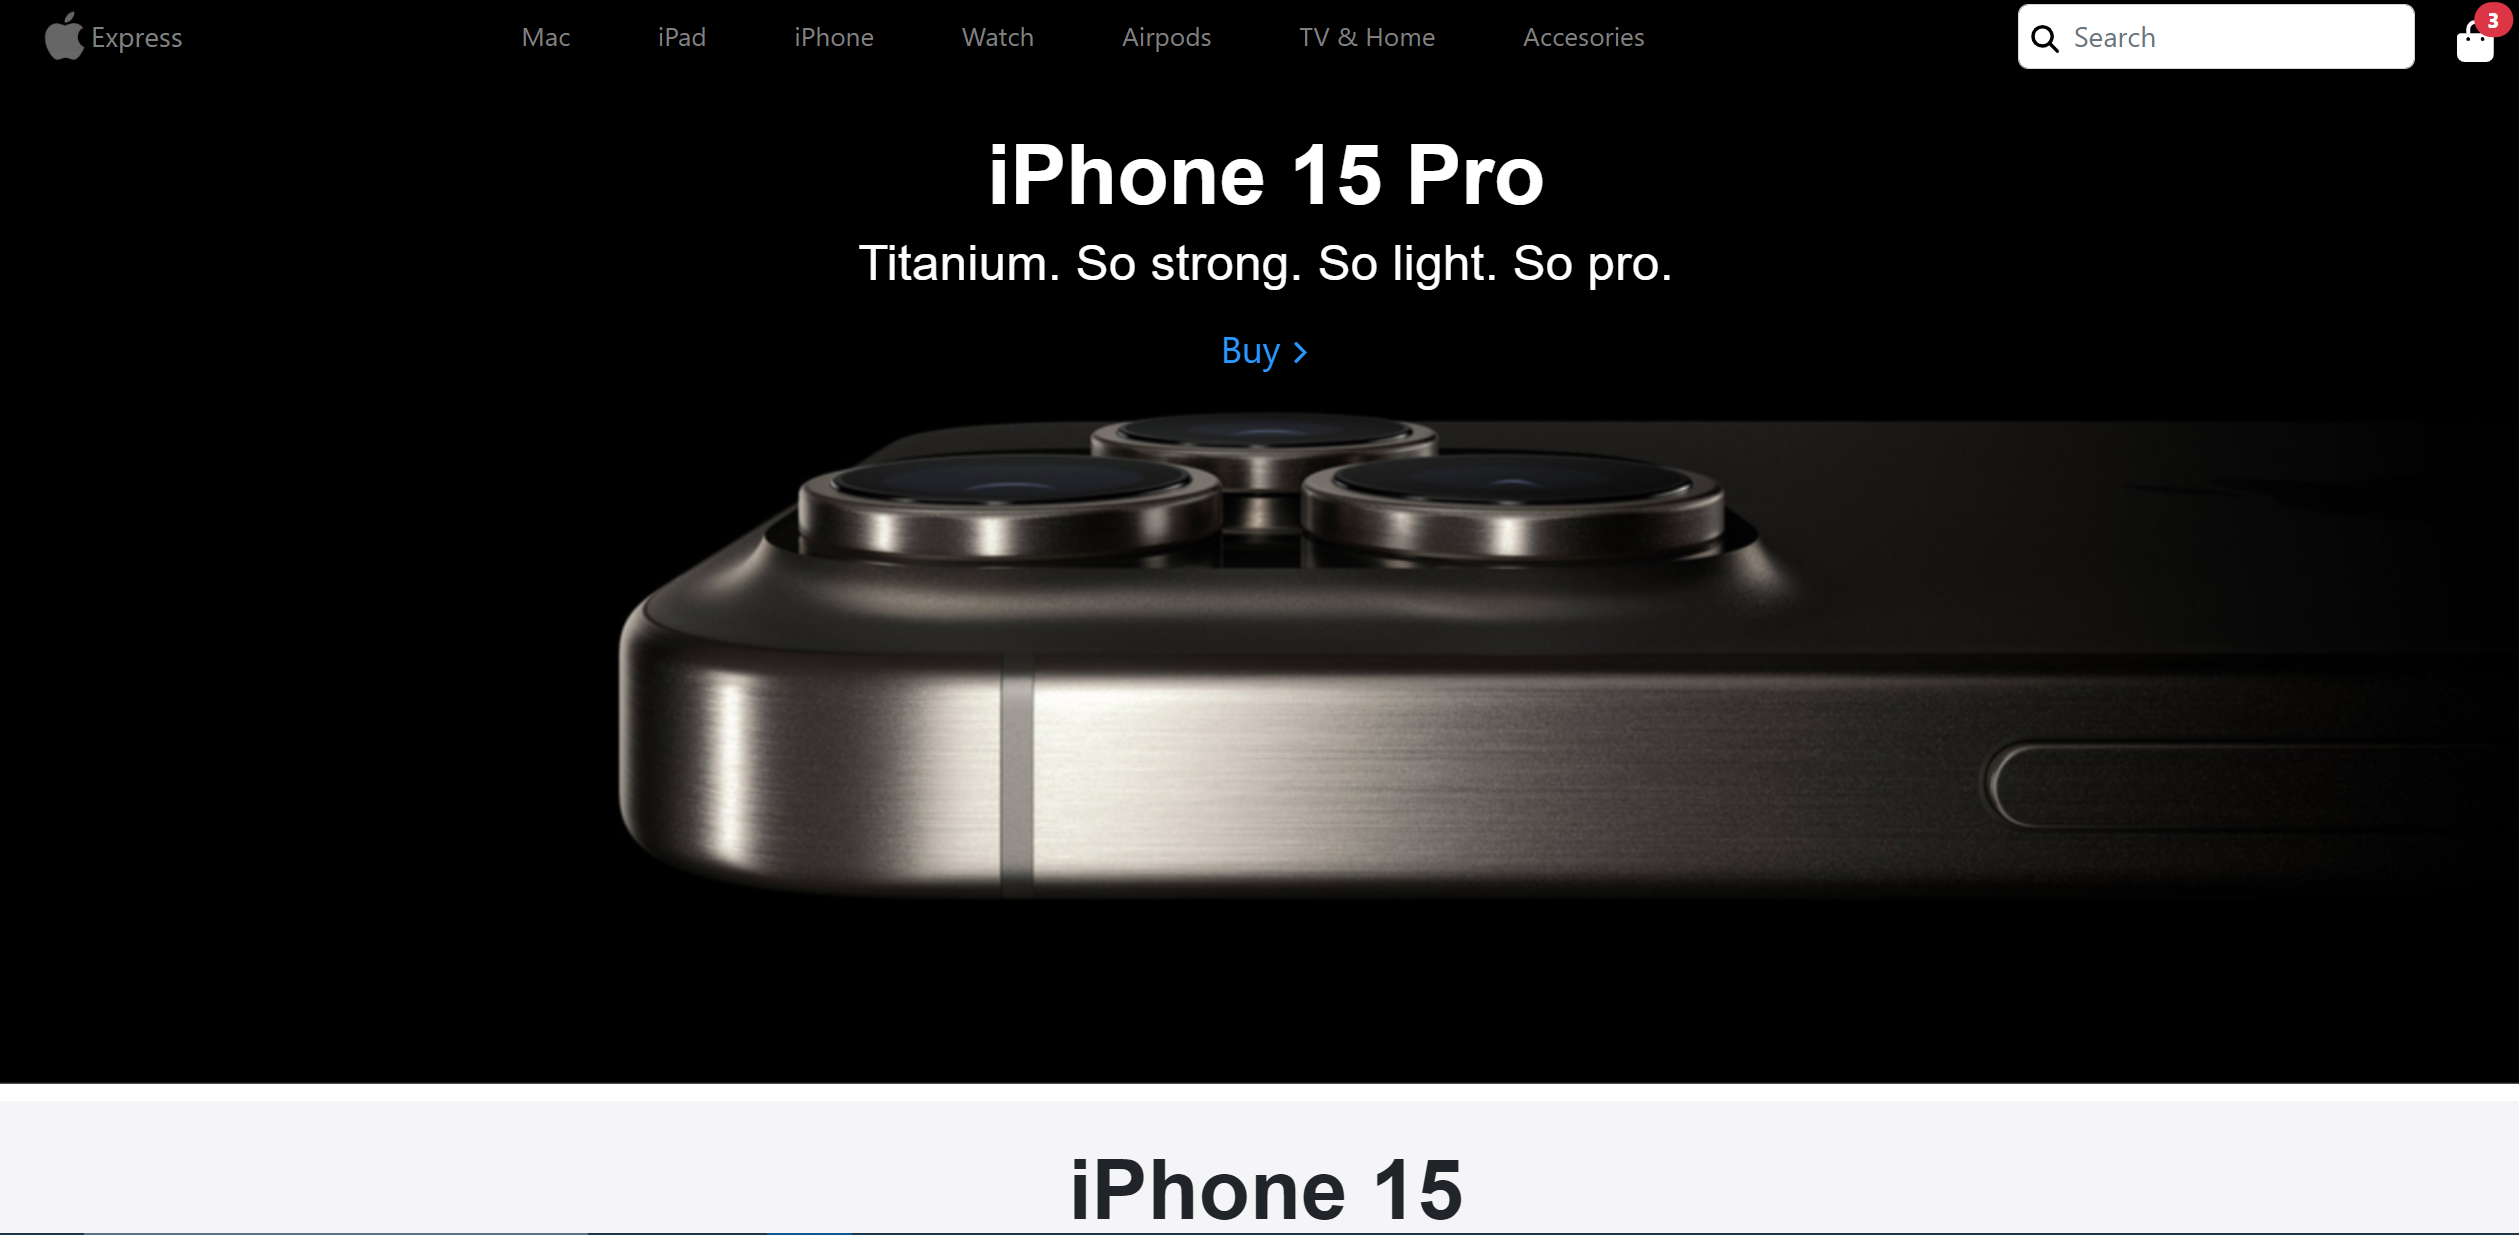 Express Mac iPad iPhone Watch Airpods TV & Home Accesories Search 3
iPhone 15 Pro
Titanium. So strong. So light. So pro.
Buy
iPhone 15